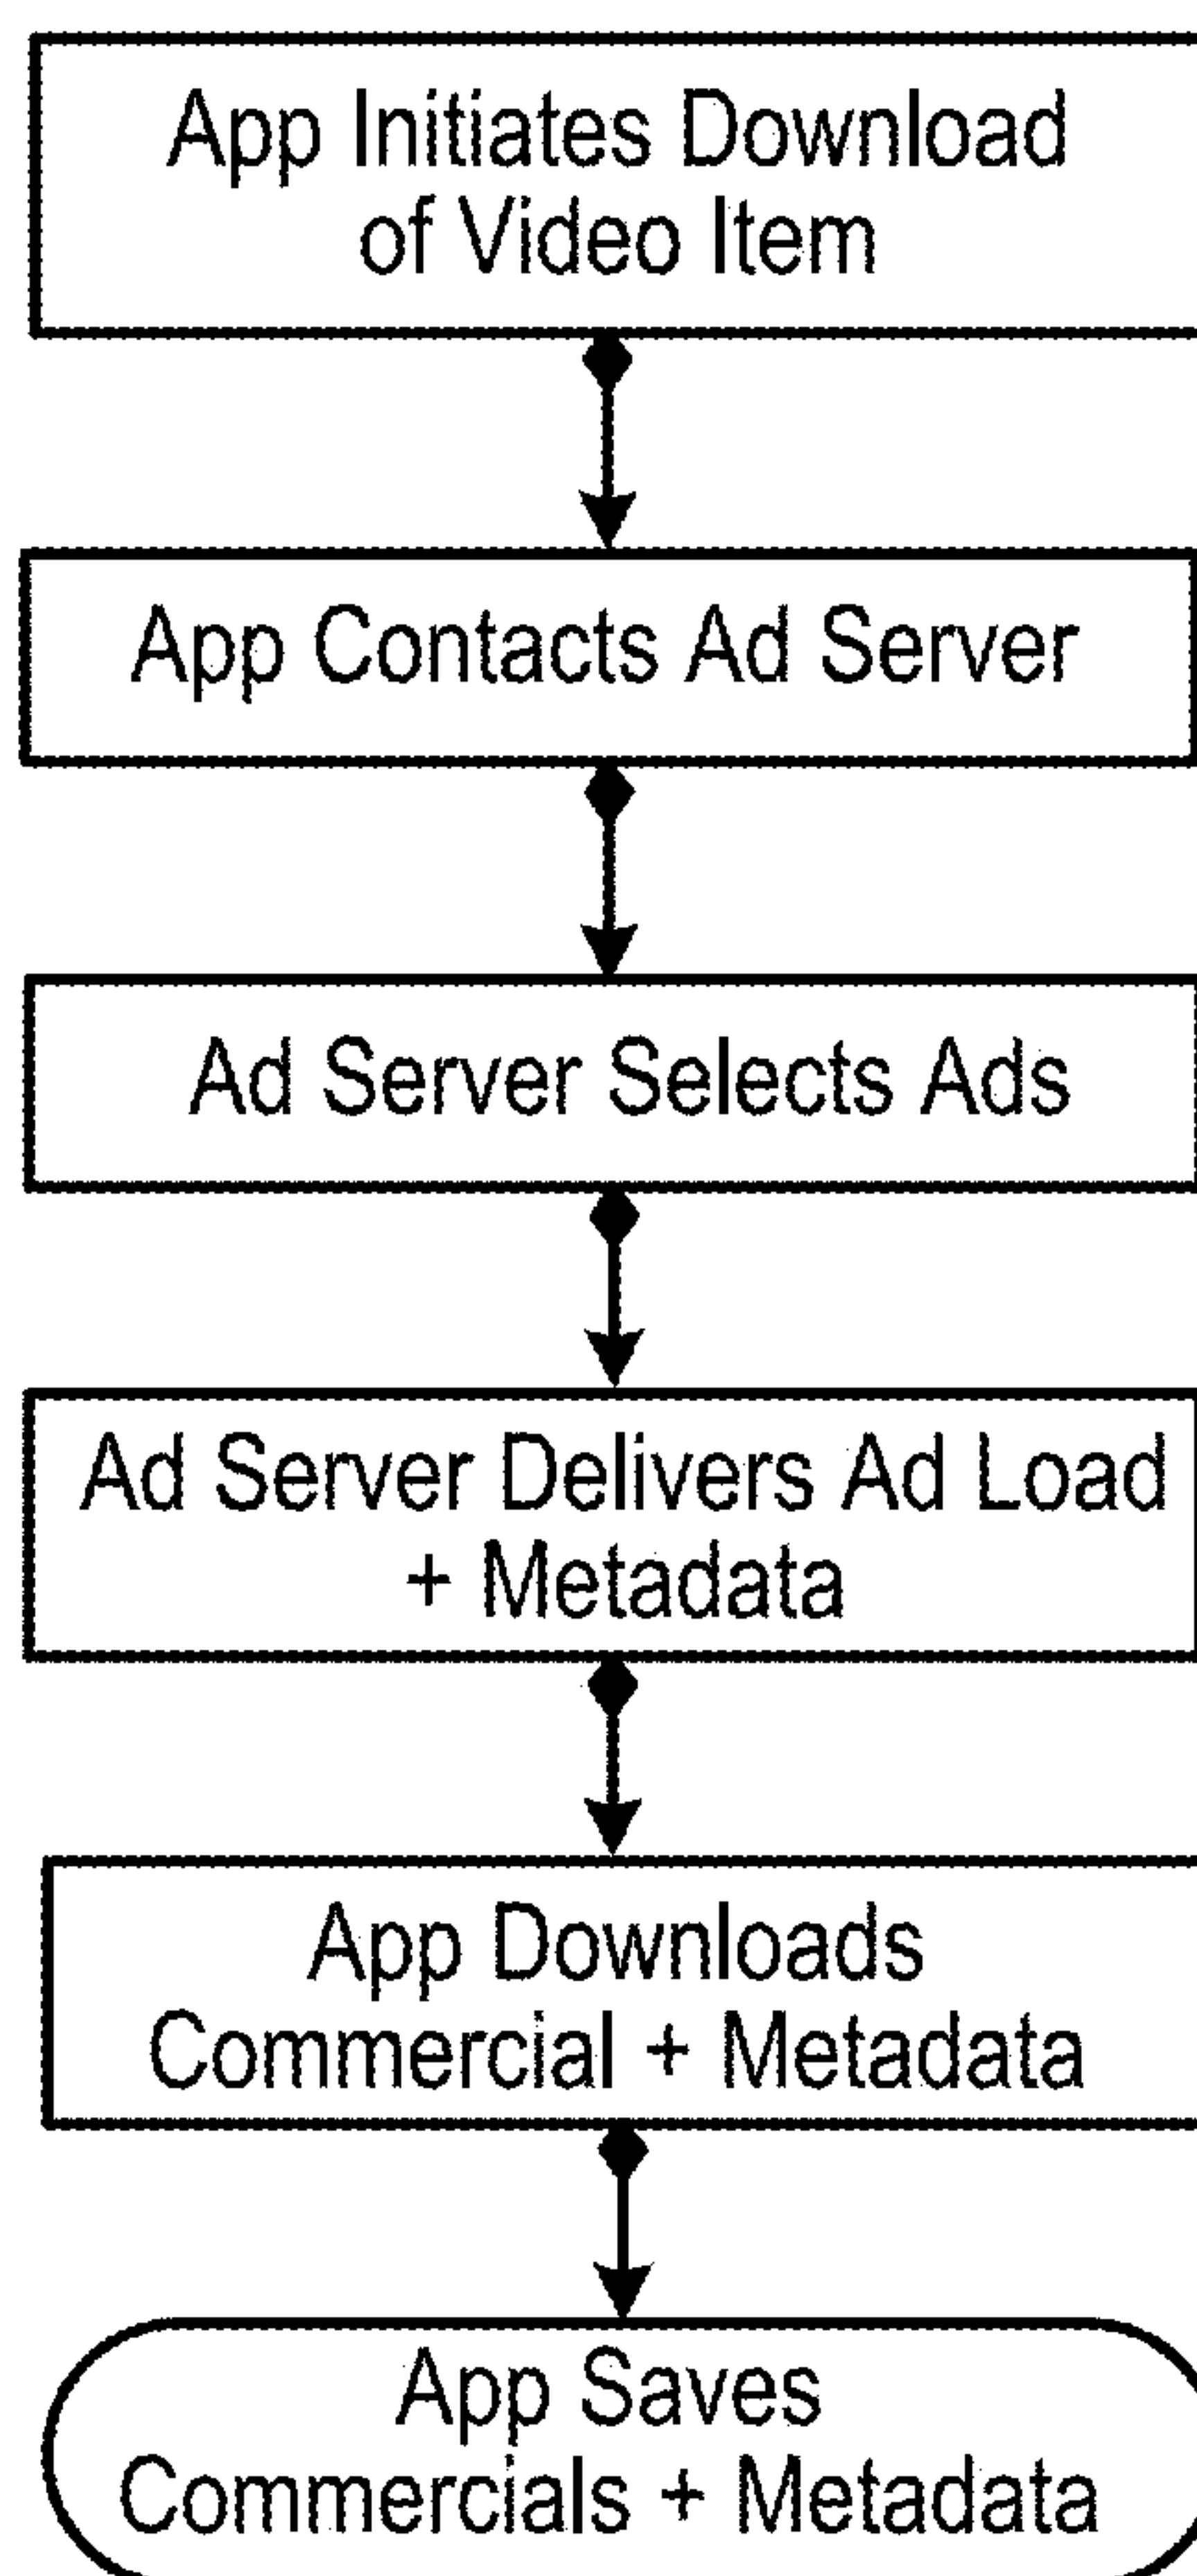 App Initiates Download
of Video Item
App Contacts Ad Server
Ad Server Selects Ads
Ad Server Delivers Ad Load
+ Metadata
App Downloads
Commercial + Metadata
App Saves
Commercials + Metadata